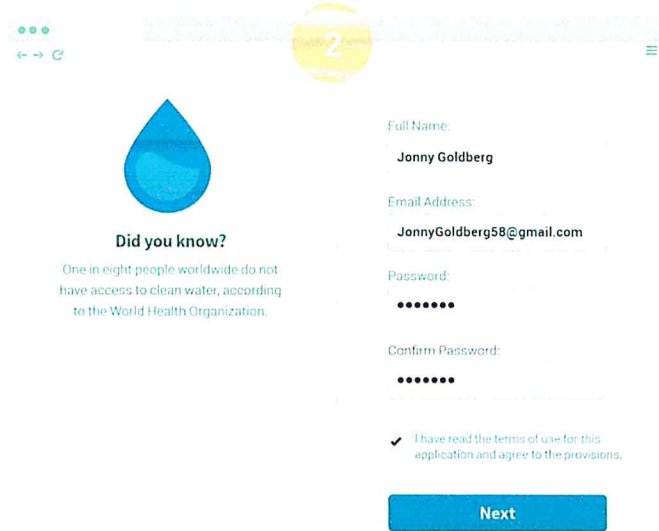 2
Did you know?
One in eight people worldwide do not
have access to clean water, according
to the World Health Organization.
Full Name:
Jonny Goldberg
Email Address:
JonnyGoldberg58@gmail.com
Password:
●●●●●●●
Confirm Password:
●●●●●●●
I have read the terms of use for this
application and agree to the provisions.
Next